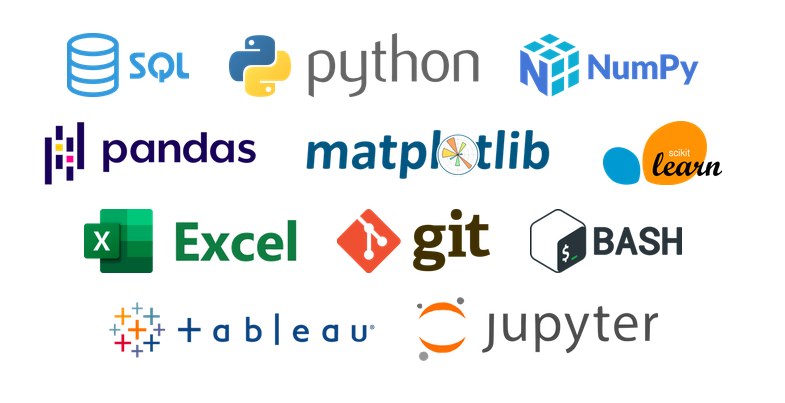 SQL python NumPy
pandas matplotlib scikit learn
X Excel git $_ BASH
+ableau®
jupyter